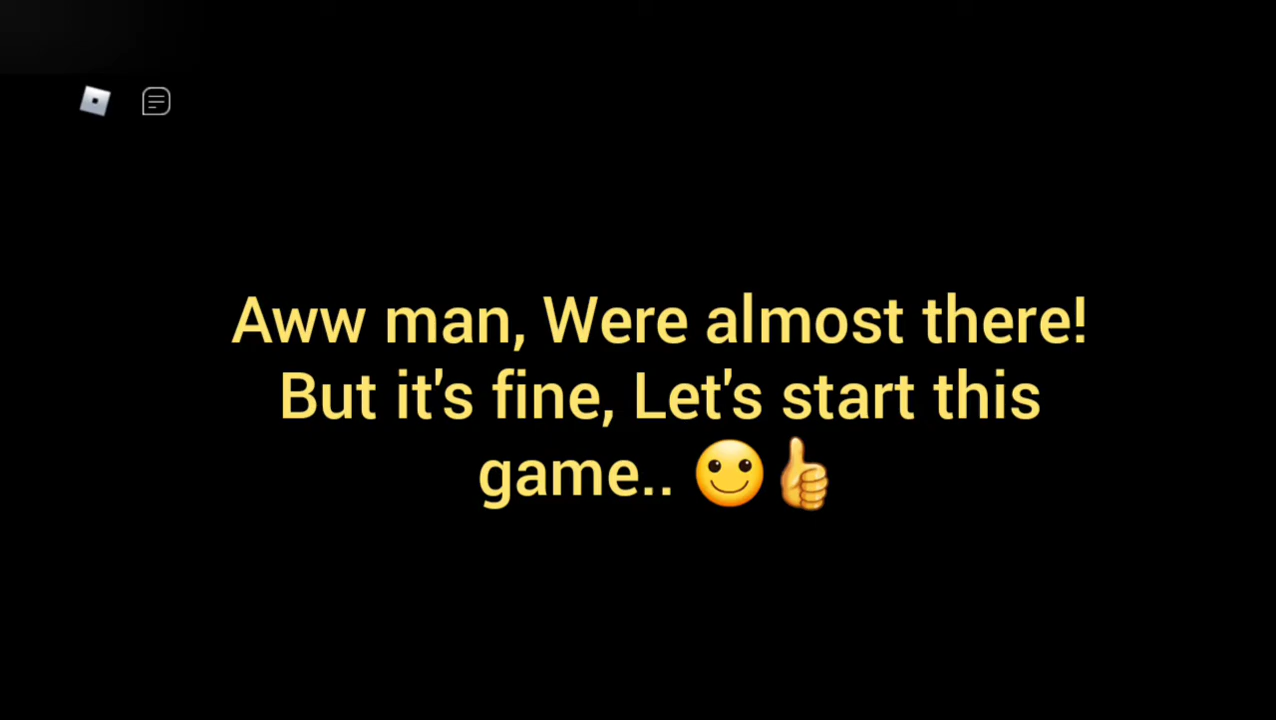 Aww man, Were almost there!
But it's fine, Let's start this
game.. 🙂👍